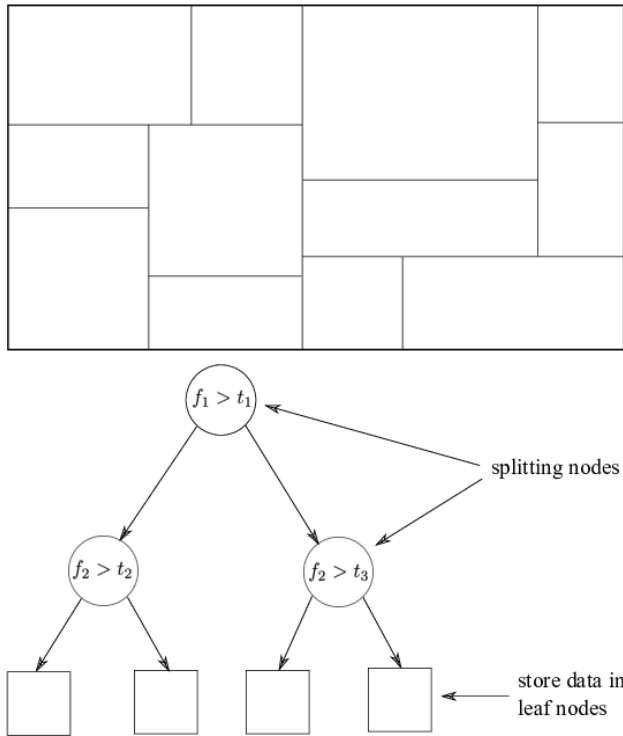 f₁ > t₁
splitting nodes
f₂ > t₂
f₂ > t₃
store data in
leaf nodes